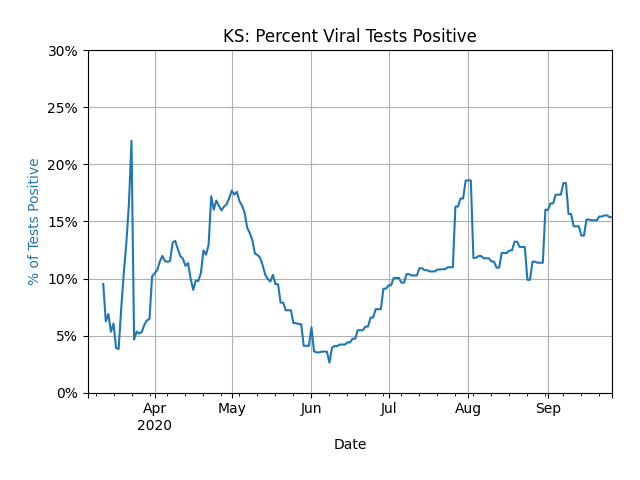 KS: Percent Viral Tests Positive
30%
25%
20%
15%
10%
5%
0%
% of Tests Positive
Apr May Jun Jul Aug Sep
2020
Date